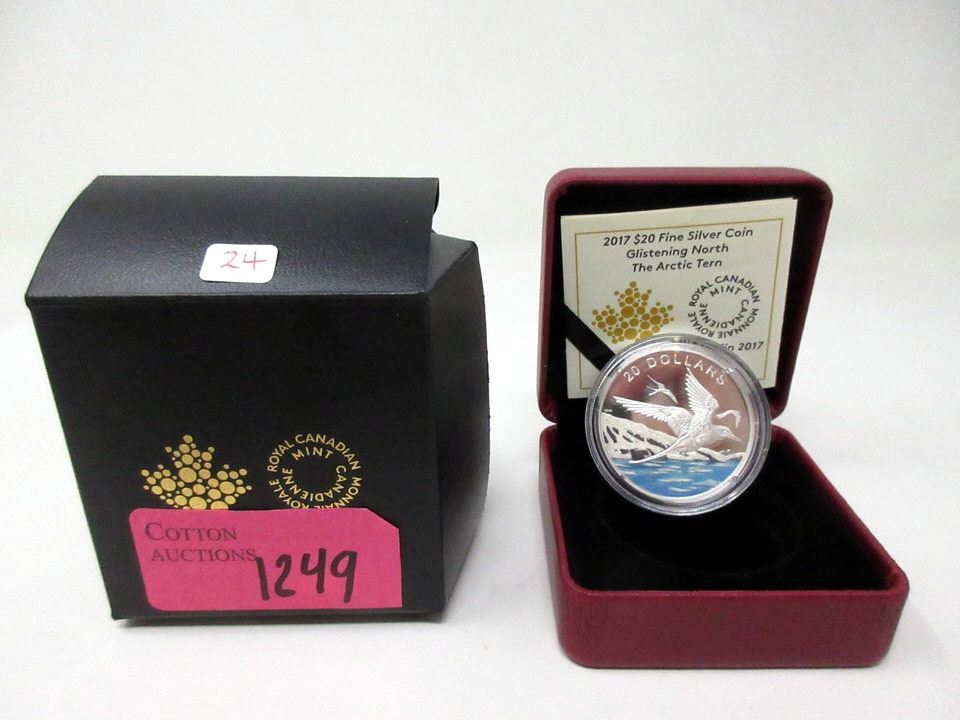 24
ROYAL CANADIAN MINT
MONNAIE ROYALE CANADIENNE
COTTON
AUCTIONS
1249
2017 $20 Fine Silver Coin
Glistening North
The Arctic Tern
ROYAL CANADIAN MINT
MONNAIE ROYALE CANADIENNE
2017
20 DOLLARS